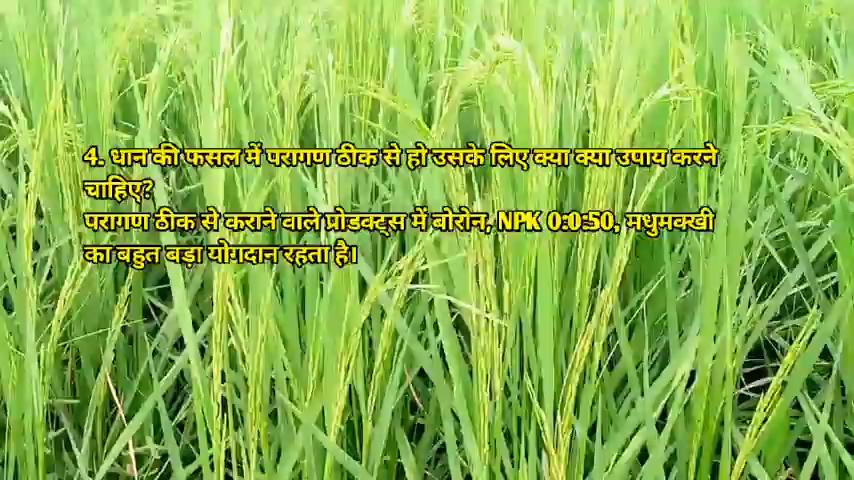 4. धान की फसल में परागण ठीक से हो उसके लिए क्या क्या उपाय करने
चाहिए?
परागण ठीक से कराने वाले प्रोडक्ट्स में बोरोन, NPK 0:0:50, मधुमक्खी
का बहुत बड़ा योगदान रहता है।